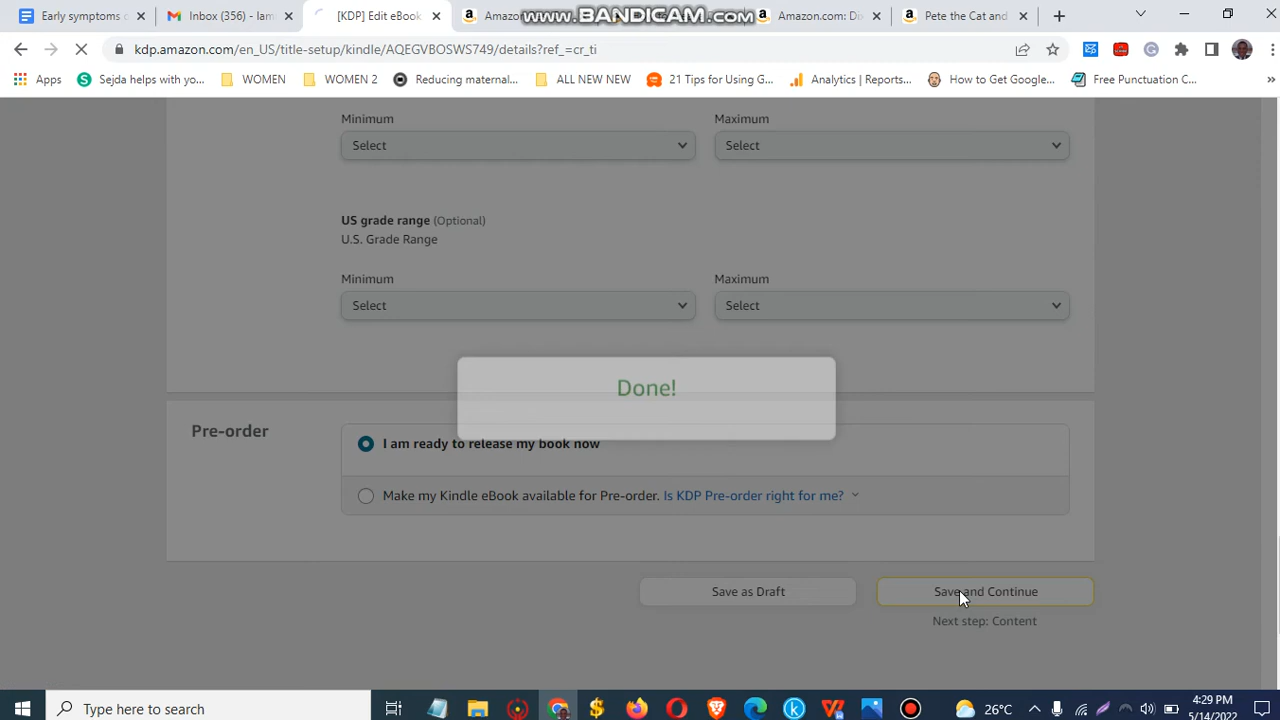 Early symptoms o
Inbox (356) - iam
[KDP] Edit eBook
Amazon
www.BANDICAM.com
Amazon.com: Di
Pete the Cat and
kdp.amazon.com/en_US/title-setup/kindle/AQEGVBOSWS749/details?ref_=cr_ti
Apps
Sejda helps with yo...
WOMEN
WOMEN 2
Reducing maternal...
ALL NEW NEW
21 Tips for Using G...
Analytics | Reports...
How to Get Google...
Free Punctuation C...
»
Minimum
Maximum
Select
Select
US grade range (Optional)
U.S. Grade Range
Minimum
Maximum
Select
Select
Done!
Pre-order
I am ready to release my book now
Make my Kindle eBook available for Pre-order. Is KDP Pre-order right for me?
Save as Draft
Save and Continue
Next step: Content
Type here to search
26°C
4:29 PM
5/14/2022